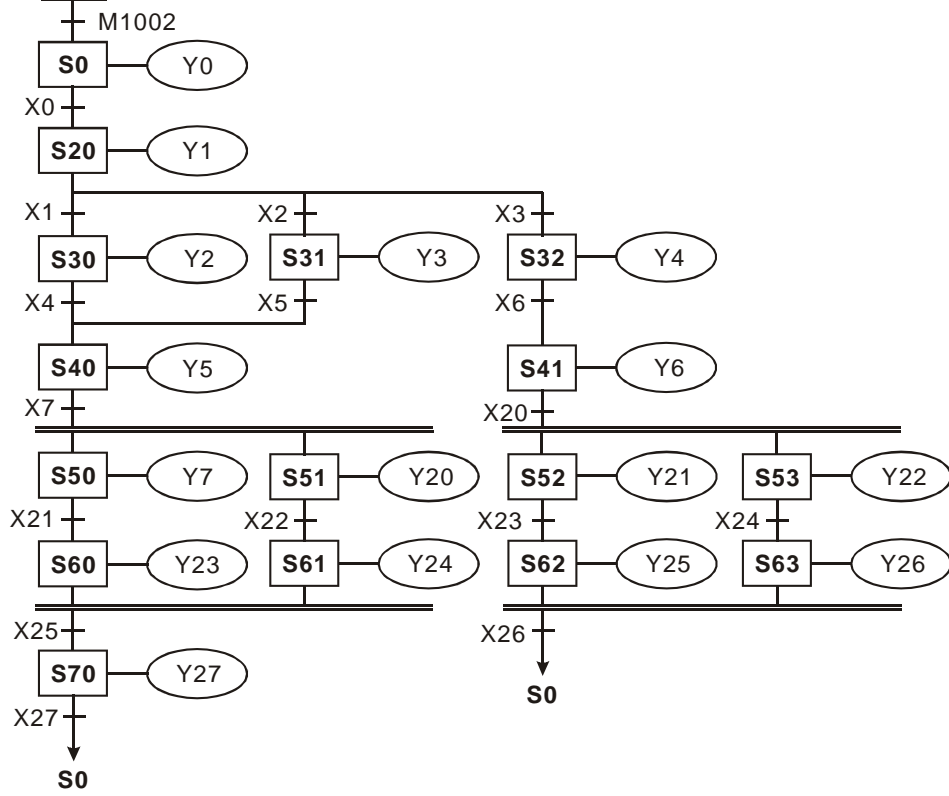 M1002
S0 Y0
X0
S20 Y1
X1 X2 X3
S30 Y2 S31 Y3 S32 Y4
X4 X5 X6
S40 Y5 S41 Y6
X7 X20
S50 Y7 S51 Y20 S52 Y21 S53 Y22
X21 X22 X23 X24
S60 Y23 S61 Y24 S62 Y25 S63 Y26
X25 X26
S70 Y27 S0
X27
S0